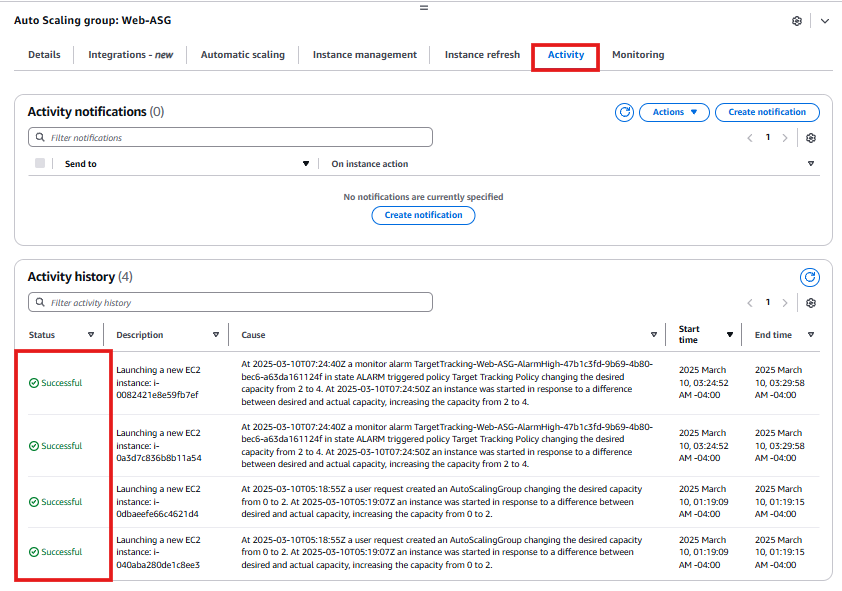 Auto Scaling group: Web-ASG
Details
Integrations - new
Automatic scaling
Instance management
Instance refresh
Activity
Monitoring
Activity notifications (0)
Actions
Create notification
Filter notifications
1
Send to
On instance action
No notifications are currently specified
Create notification
Activity history (4)
Filter activity history
1
Status
Description
Cause
Start
time
End time
Successful
Launching a new EC2
instance: i-
0082421e8e59fb7ef
At 2025-03-10T07:24:40Z a monitor alarm TargetTracking-Web-ASG-AlarmHigh-47b1c3fd-9b69-4b80-
bec6-a63da161124f in state ALARM triggered policy Target Tracking Policy changing the desired
capacity from 2 to 4. At 2025-03-10T07:24:50Z an instance was started in response to a difference
between desired and actual capacity, increasing the capacity from 2 to 4.
2025 March
10, 03:24:52
AM -04:00
2025 March
10, 03:29:58
AM -04:00
Successful
Launching a new EC2
instance: i-
0a3d7c836b8b11a54
At 2025-03-10T07:24:40Z a monitor alarm TargetTracking-Web-ASG-AlarmHigh-47b1c3fd-9b69-4b80-
bec6-a63da161124f in state ALARM triggered policy Target Tracking Policy changing the desired
capacity from 2 to 4. At 2025-03-10T07:24:50Z an instance was started in response to a difference
between desired and actual capacity, increasing the capacity from 2 to 4.
2025 March
10, 03:24:52
AM -04:00
2025 March
10, 03:29:58
AM -04:00
Successful
Launching a new EC2
instance: i-
0dbaeefe66c4621d4
At 2025-03-10T05:18:55Z a user request created an AutoScalingGroup changing the desired capacity
from 0 to 2. At 2025-03-10T05:19:07Z an instance was started in response to a difference between
desired and actual capacity, increasing the capacity from 0 to 2.
2025 March
10, 01:19:09
AM -04:00
2025 March
10, 01:19:15
AM -04:00
Successful
Launching a new EC2
instance: i-
040aba280de1c8ee3
At 2025-03-10T05:18:55Z a user request created an AutoScalingGroup changing the desired capacity
from 0 to 2. At 2025-03-10T05:19:07Z an instance was started in response to a difference between
desired and actual capacity, increasing the capacity from 0 to 2.
2025 March
10, 01:19:09
AM -04:00
2025 March
10, 01:19:15
AM -04:00